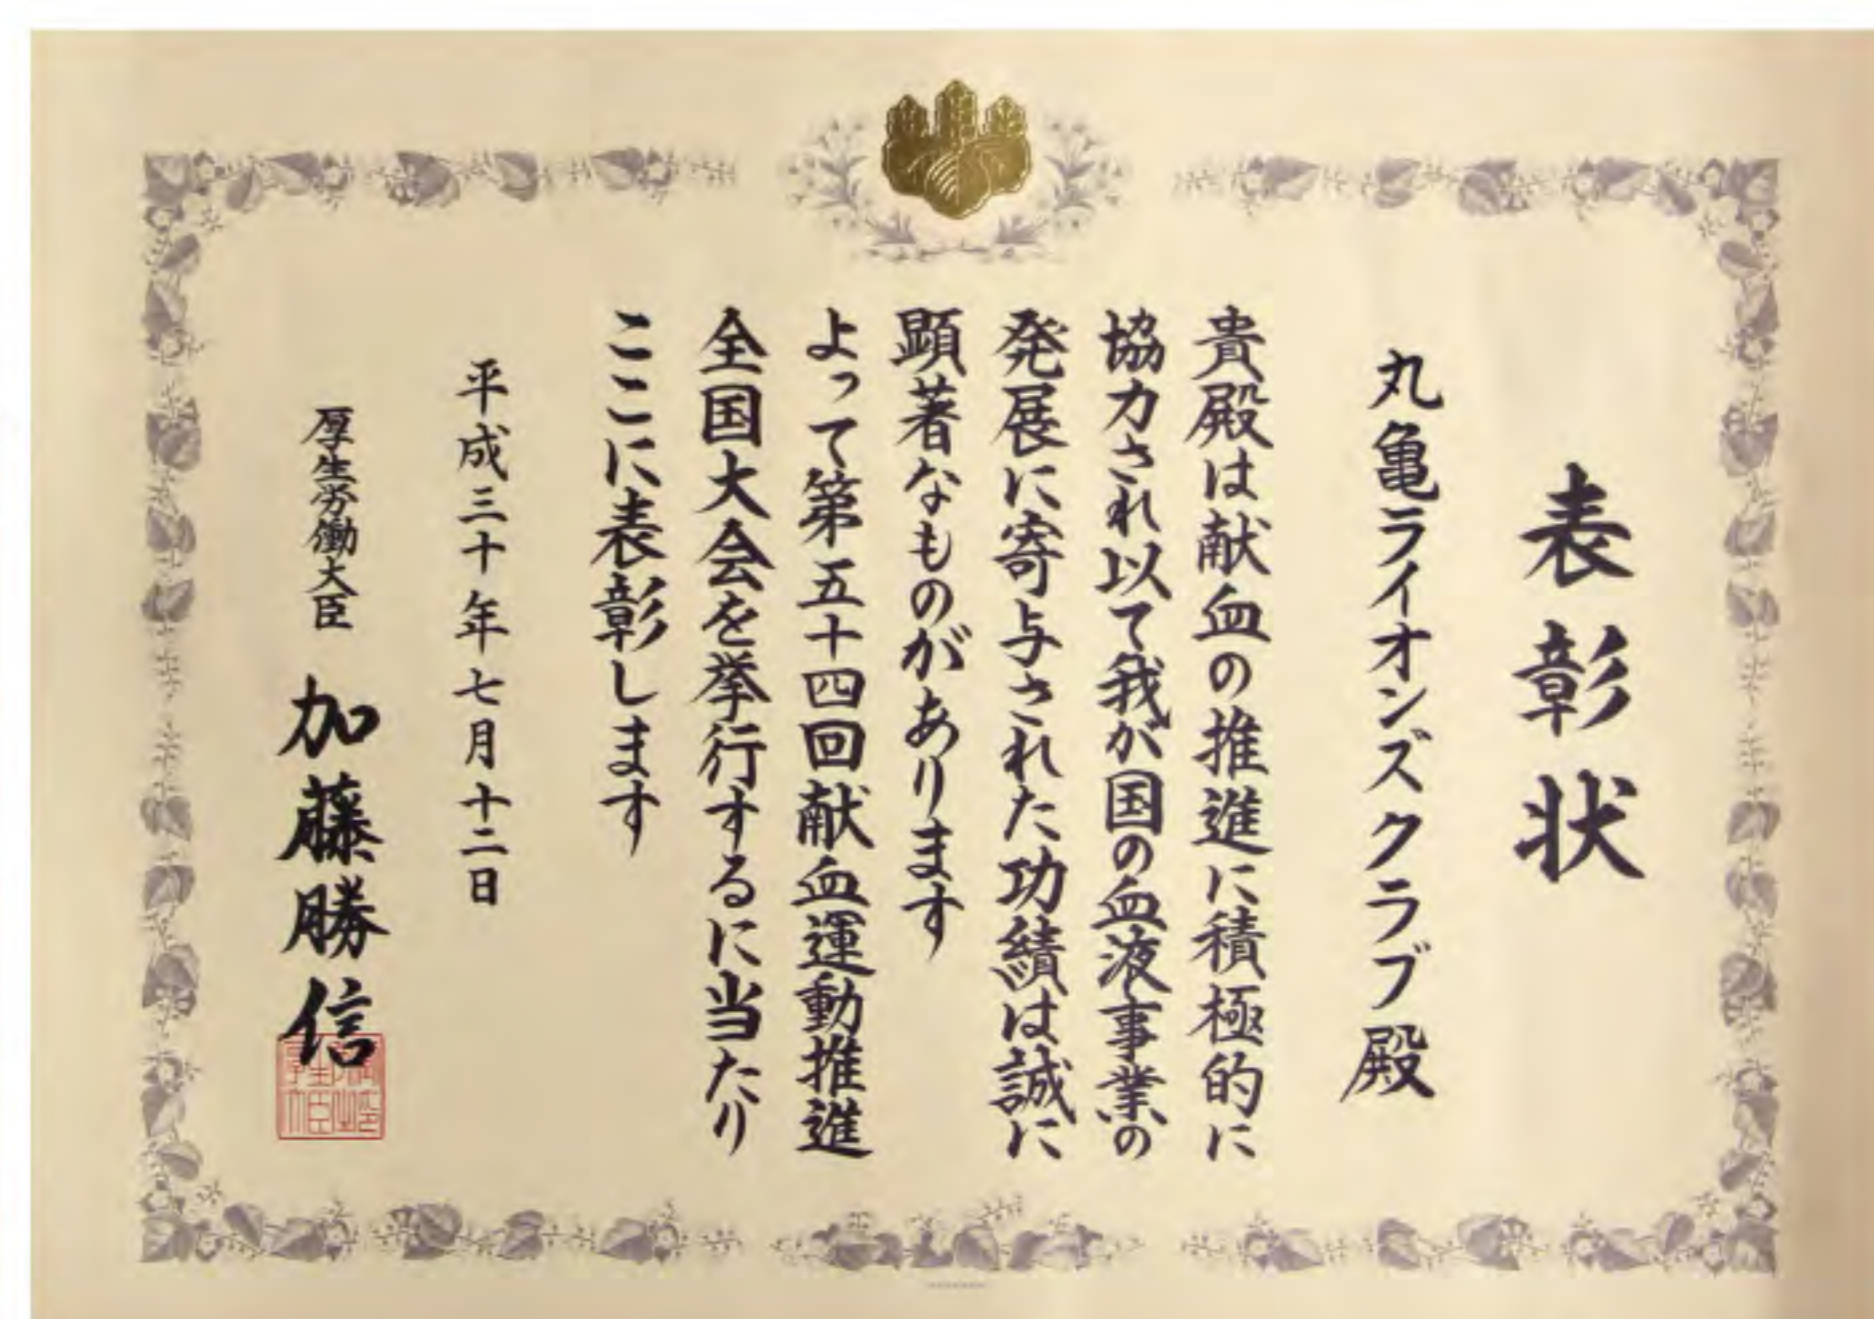 表彰状
丸亀ライオンズクラブ殿
貴殿は献血の推進に積極的に
協力され以て我が国の血液事業の
発展に寄与された功績は誠に
顕著なものがあります
よって第五十四回献血運動推進
全国大会を挙行するに当たり
ここに表彰します
平成三十年七月十二日
厚生労働大臣 加藤勝信